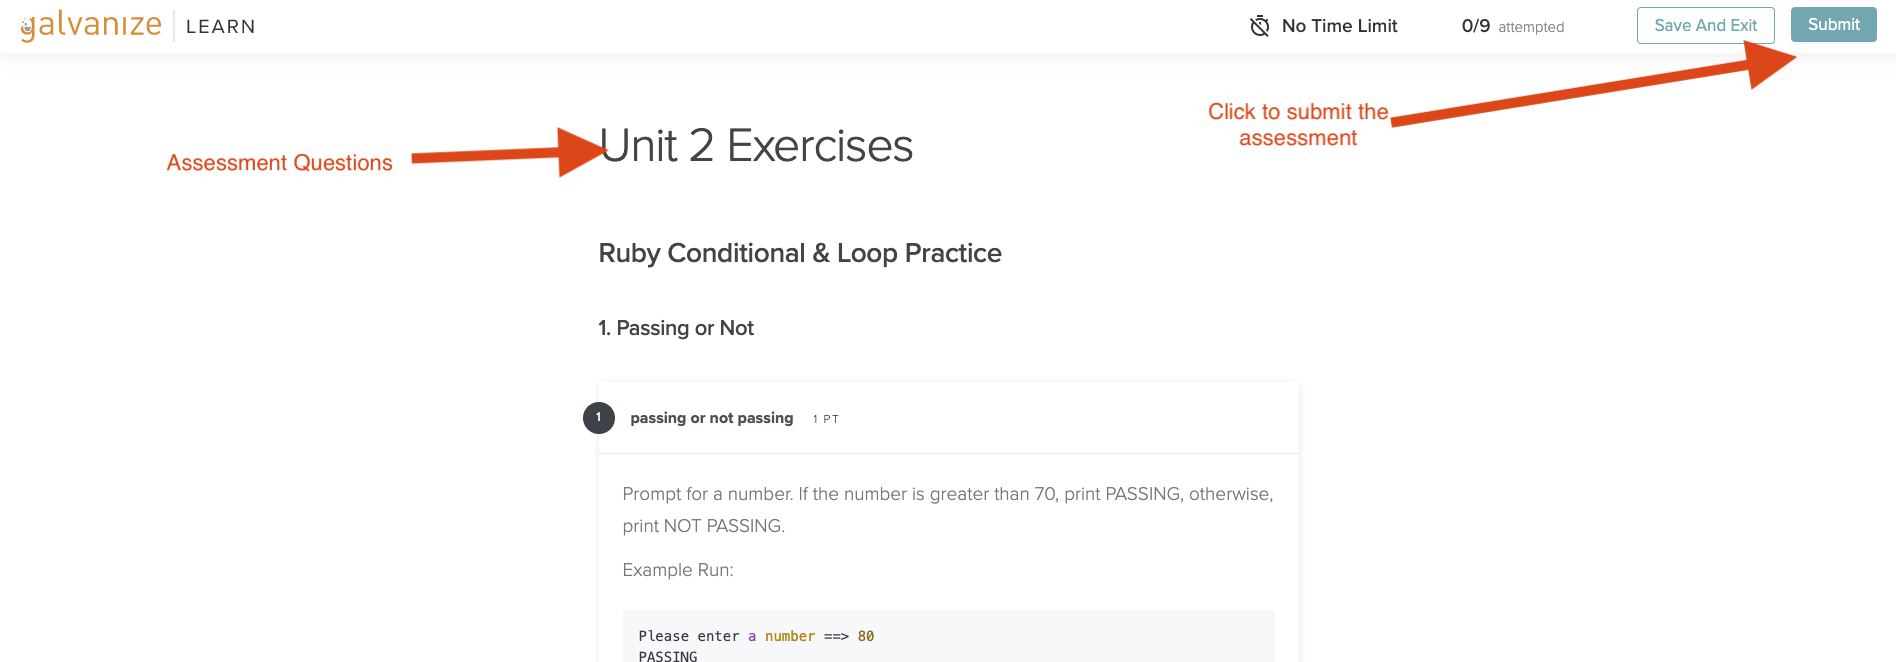 galvanize LEARN
No Time Limit
0/9 attempted
Save And Exit
Submit
Click to submit the
assessment
Assessment Questions
Unit 2 Exercises
Ruby Conditional & Loop Practice
1. Passing or Not
1 passing or not passing 1 PT
Prompt for a number. If the number is greater than 70, print PASSING, otherwise,
print NOT PASSING.
Example Run:
Please enter a number ==> 80
PASSING